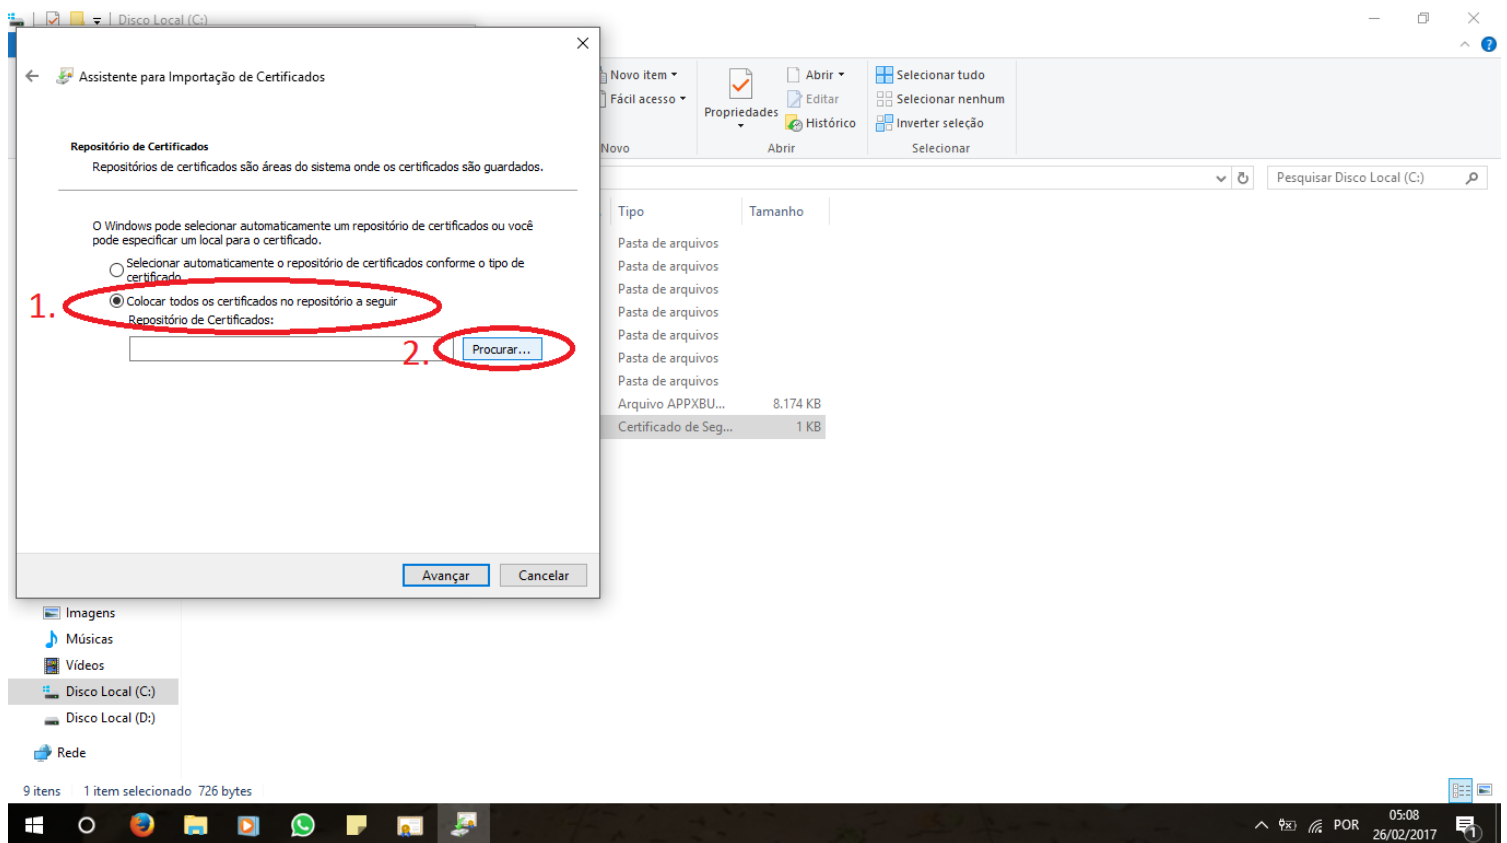 Disco Local (C:)
Assistente para Importação de Certificados
Repositório de Certificados
Repositórios de certificados são áreas do sistema onde os certificados são guardados.
O Windows pode selecionar automaticamente um repositório de certificados ou você
pode especificar um local para o certificado.
Selecionar automaticamente o repositório de certificados conforme o tipo de
certificado
1.
Colocar todos os certificados no repositório a seguir
Repositório de Certificados:
2.
Procurar...
Avançar
Cancelar
Novo item
Fácil acesso
Novo
Propriedades
Abrir
Editar
Histórico
Abrir
Selecionar tudo
Selecionar nenhum
Inverter seleção
Selecionar
Pesquisar Disco Local (C:)
Tipo
Tamanho
Pasta de arquivos
Pasta de arquivos
Pasta de arquivos
Pasta de arquivos
Pasta de arquivos
Pasta de arquivos
Pasta de arquivos
Arquivo APPXBU... 8.174 KB
Certificado de Seg... 1 KB
Imagens
Músicas
Vídeos
Disco Local (C:)
Disco Local (D:)
Rede
9 itens 1 item selecionado 726 bytes
POR
05:08
26/02/2017
1